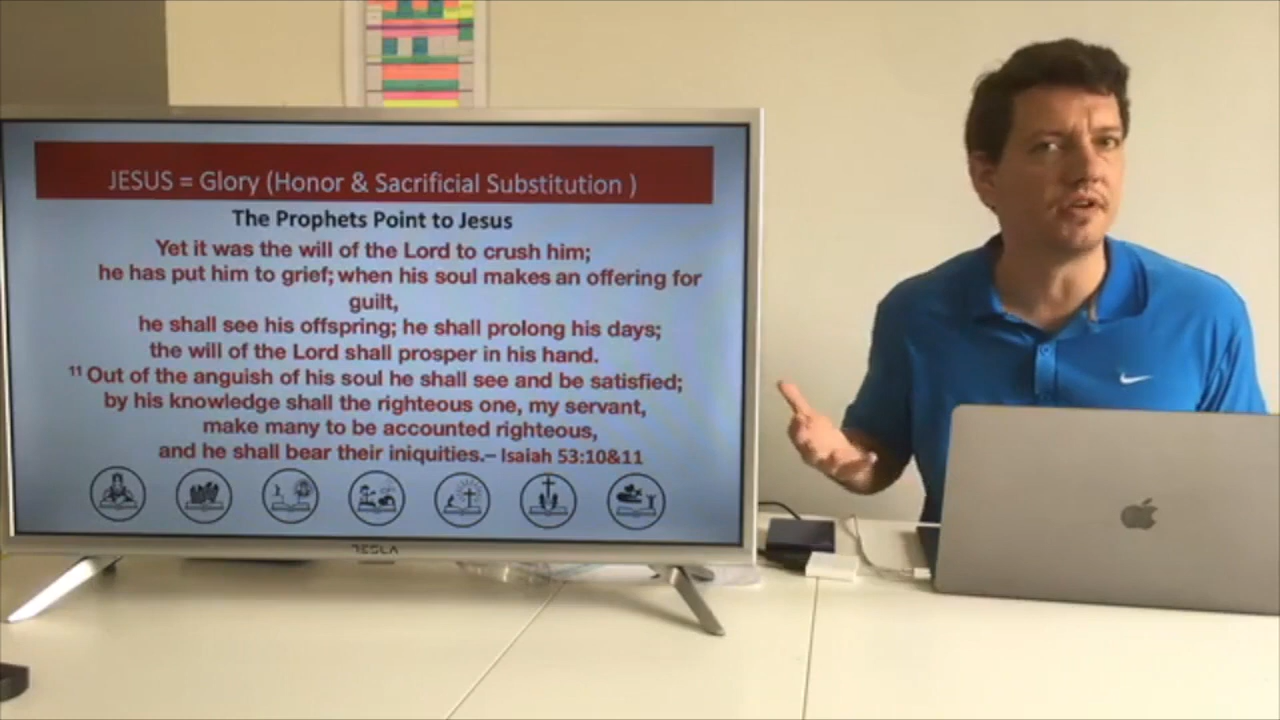 JESUS = Glory (Honor & Sacrificial Substitution )
The Prophets Point to Jesus
Yet it was the will of the Lord to crush him;
he has put him to grief; when his soul makes an offering for
guilt,
he shall see his offspring; he shall prolong his days;
the will of the Lord shall prosper in his hand.
11 Out of the anguish of his soul he shall see and be satisfied;
by his knowledge shall the righteous one, my servant,
make many to be accounted righteous,
and he shall bear their iniquities.– Isaiah 53:10&11
TESLA